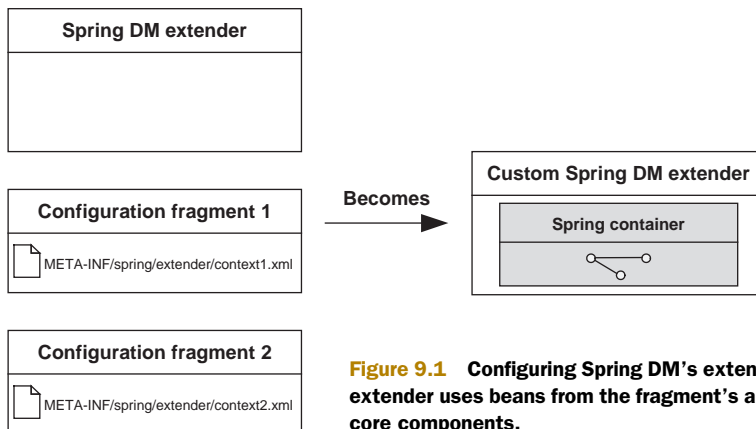 Spring DM extender
Configuration fragment 1
META-INF/spring/extender/context1.xml
Configuration fragment 2
META-INF/spring/extender/context2.xml
Becomes
Custom Spring DM extender
Spring container
Figure 9.1 Configuring Spring DM's exten
extender uses beans from the fragment's a
core components.